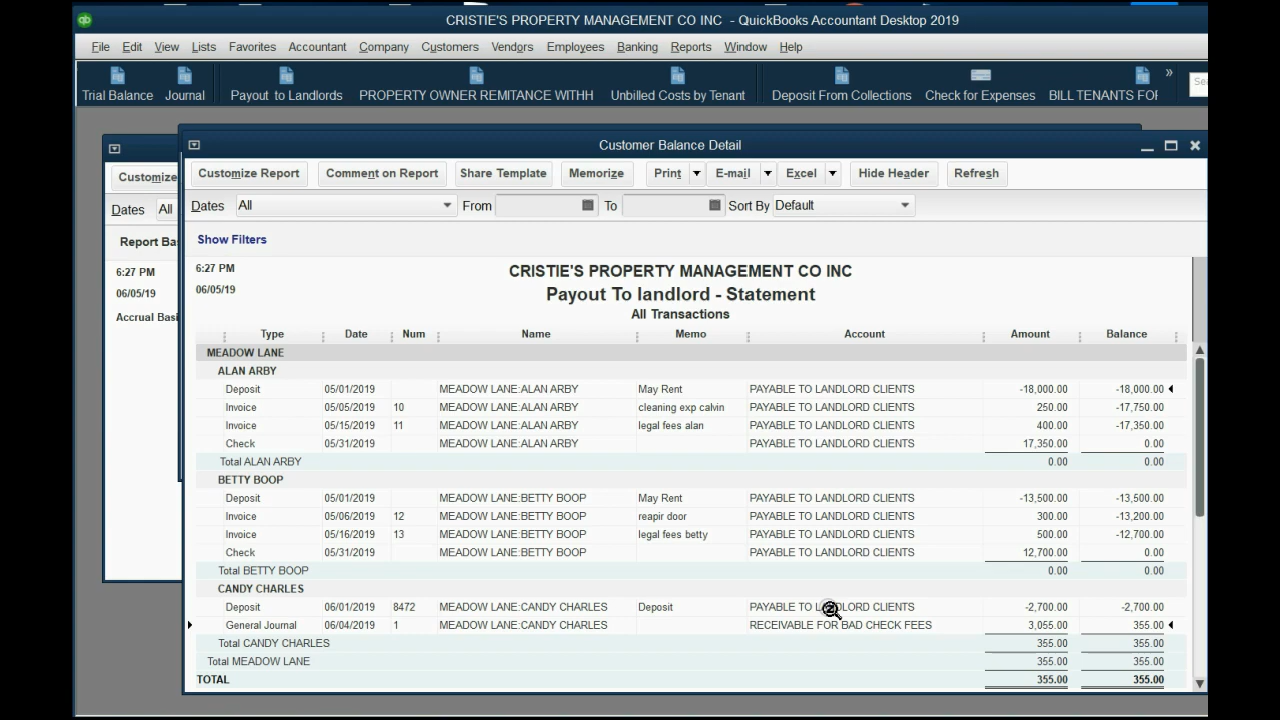 CRISTIE'S PROPERTY MANAGEMENT CO INC - QuickBooks Accountant Desktop 2019
File Edit View Lists Favorites Accountant Company Customers Vendors Employees Banking Reports Window Help
Trial Balance Journal Payout to Landlords PROPERTY OWNER REMITANCE WITHH Unbilled Costs by Tenant Deposit From Collections Check for Expenses BILL TENANTS FOR » Sea
Customer Balance Detail
Customize
Customize Report Comment on Report Share Template Memorize Print E-mail Excel Hide Header Refresh
Dates All
Dates All From To Sort By Default
Report Bas
Show Filters
6:27 PM
06/05/19
Accrual Basi
6:27 PM
06/05/19
CRISTIE'S PROPERTY MANAGEMENT CO INC
Payout To landlord - Statement
All Transactions
Type Date Num Name Memo Account Amount Balance
MEADOW LANE
ALAN ARBY
Deposit 05/01/2019 MEADOW LANE:ALAN ARBY May Rent PAYABLE TO LANDLORD CLIENTS -18,000.00 -18,000.00
Invoice 05/05/2019 10 MEADOW LANE:ALAN ARBY cleaning exp calvin PAYABLE TO LANDLORD CLIENTS 250.00 -17,750.00
Invoice 05/15/2019 11 MEADOW LANE:ALAN ARBY legal fees alan PAYABLE TO LANDLORD CLIENTS 400.00 -17,350.00
Check 05/31/2019 MEADOW LANE:ALAN ARBY PAYABLE TO LANDLORD CLIENTS 17,350.00 0.00
Total ALAN ARBY 0.00 0.00
BETTY BOOP
Deposit 05/01/2019 MEADOW LANE:BETTY BOOP May Rent PAYABLE TO LANDLORD CLIENTS -13,500.00 -13,500.00
Invoice 05/06/2019 12 MEADOW LANE:BETTY BOOP reapir door PAYABLE TO LANDLORD CLIENTS 300.00 -13,200.00
Invoice 05/16/2019 13 MEADOW LANE:BETTY BOOP legal fees betty PAYABLE TO LANDLORD CLIENTS 500.00 -12,700.00
Check 05/31/2019 MEADOW LANE:BETTY BOOP PAYABLE TO LANDLORD CLIENTS 12,700.00 0.00
Total BETTY BOOP 0.00 0.00
CANDY CHARLES
Deposit 06/01/2019 8472 MEADOW LANE:CANDY CHARLES Deposit PAYABLE TO LANDLORD CLIENTS -2,700.00 -2,700.00
General Journal 06/04/2019 1 MEADOW LANE:CANDY CHARLES RECEIVABLE FOR BAD CHECK FEES 3,055.00 355.00
Total CANDY CHARLES 355.00 355.00
Total MEADOW LANE 355.00 355.00
TOTAL 355.00 355.00